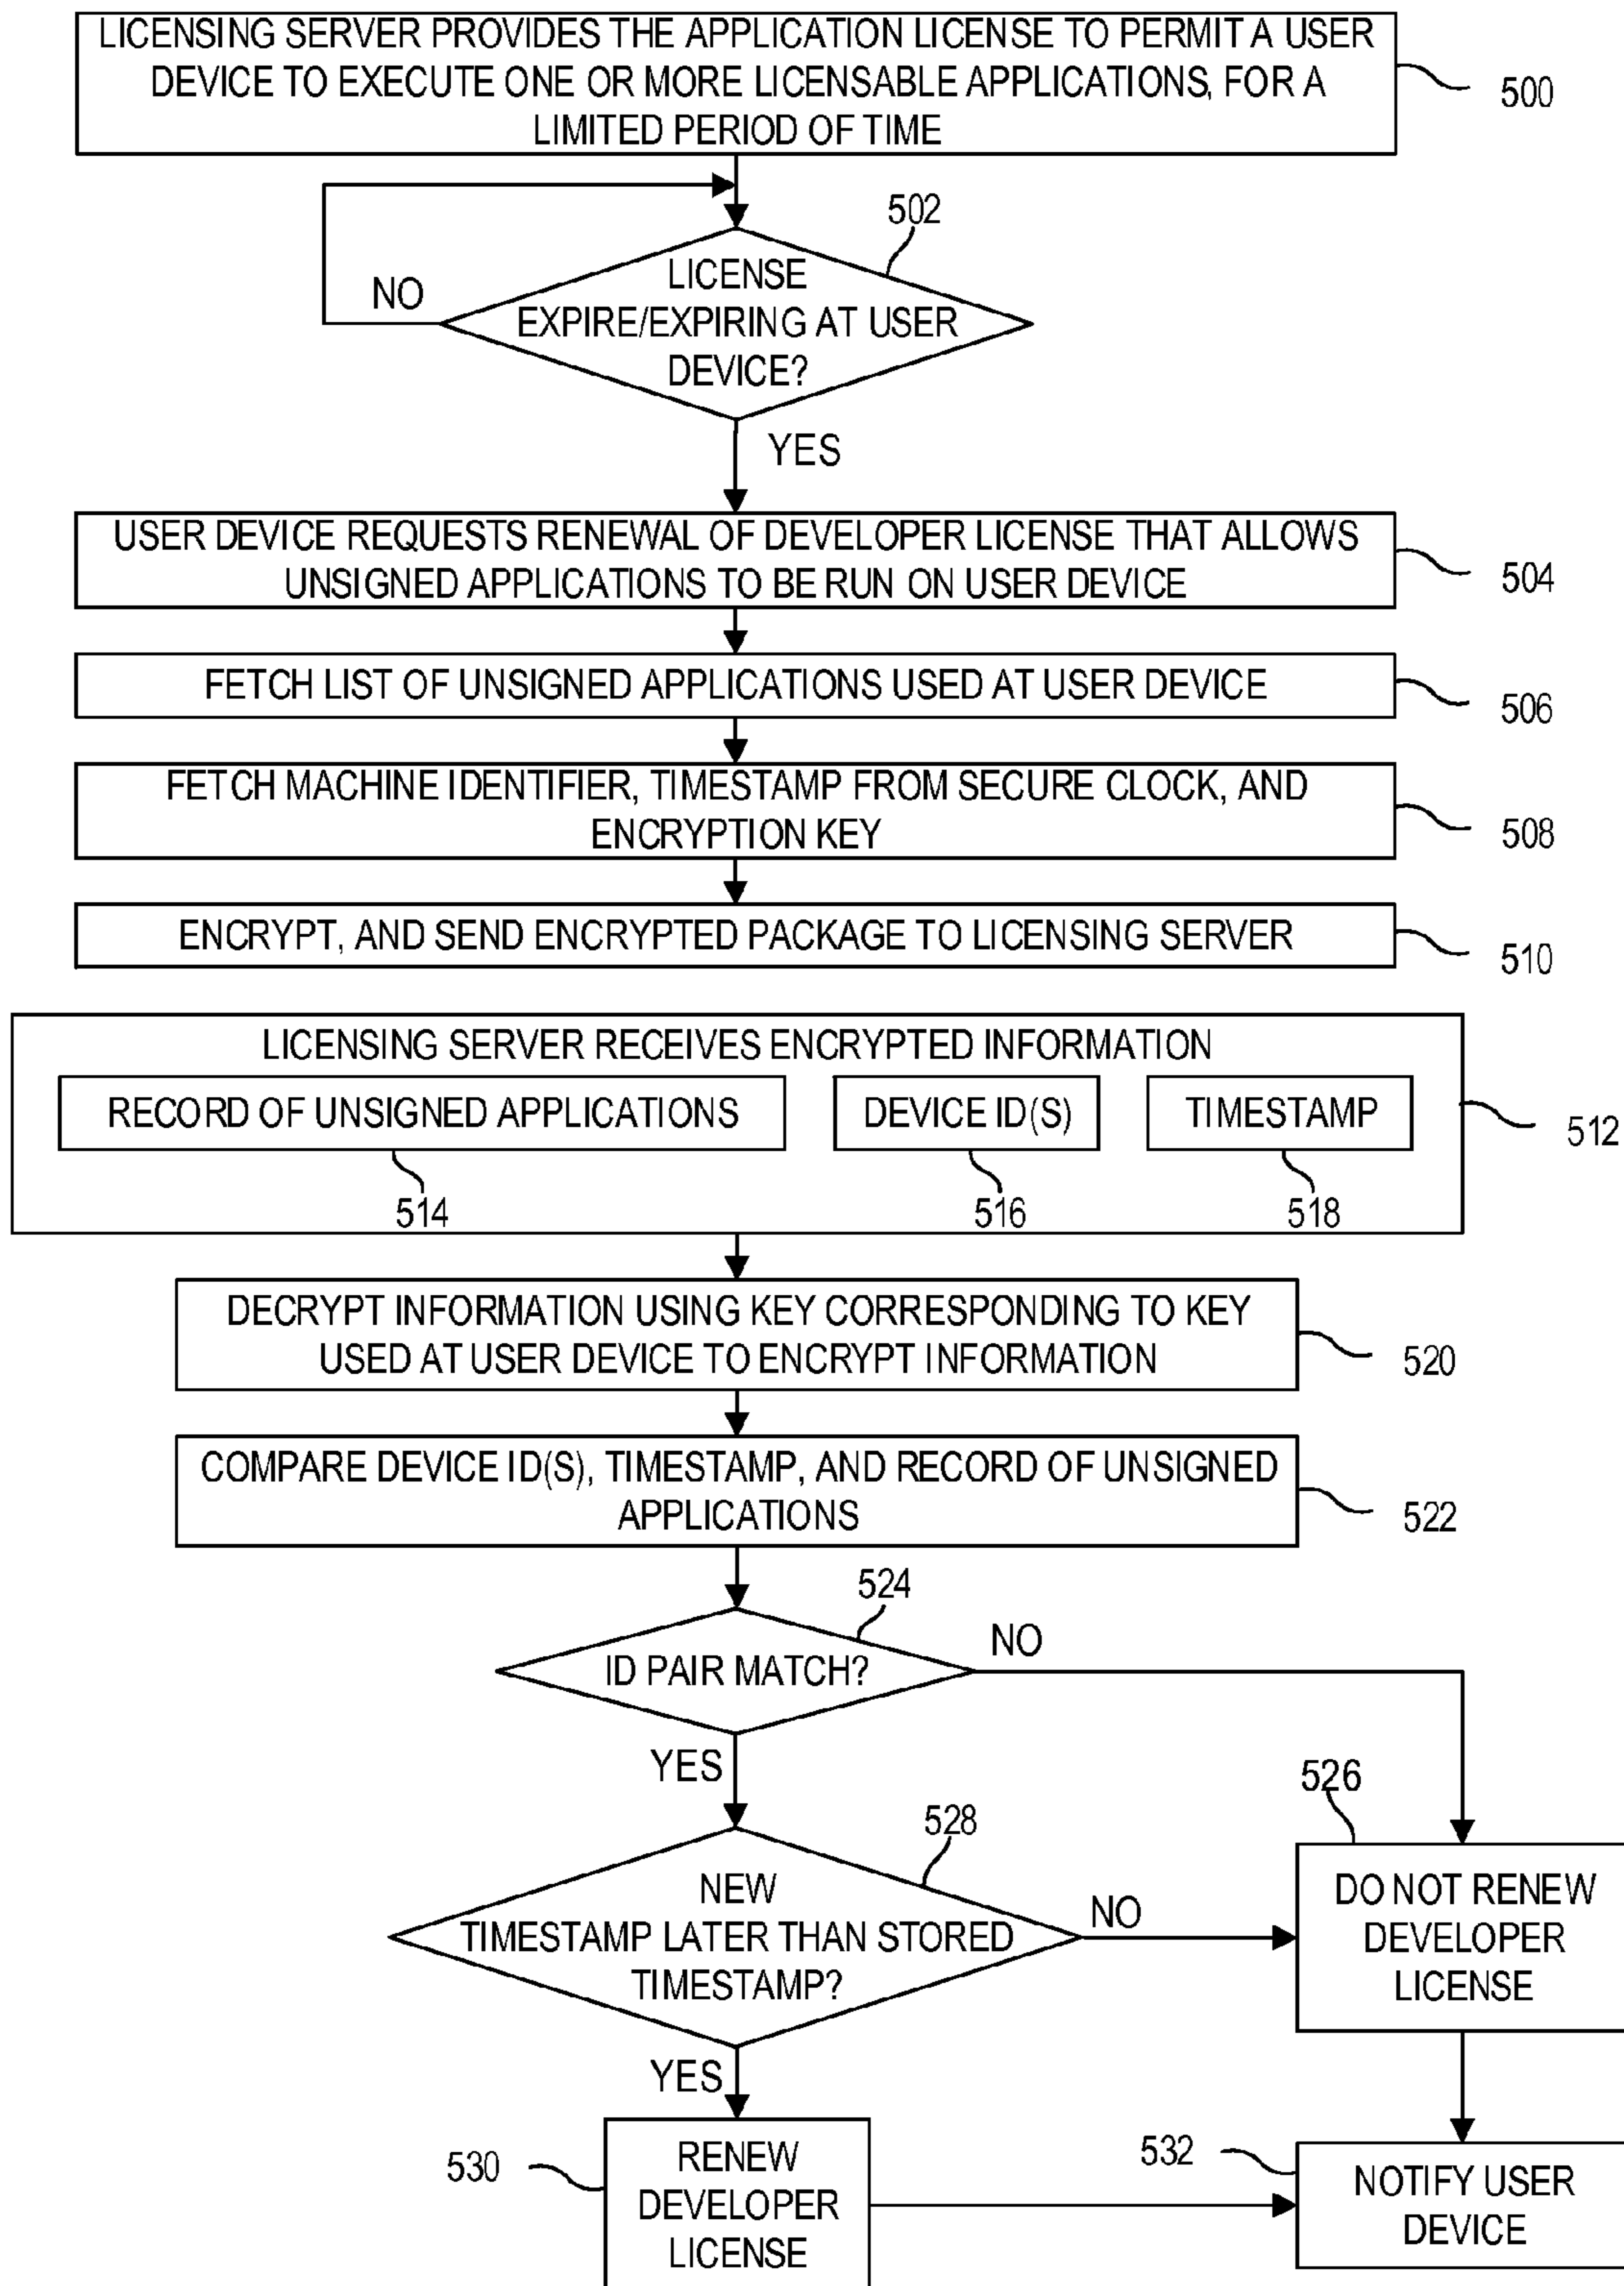 LICENSING SERVER PROVIDES THE APPLICATION LICENSE TO PERMIT A USER
DEVICE TO EXECUTE ONE OR MORE LICENSABLE APPLICATIONS, FOR A
LIMITED PERIOD OF TIME
500
502
LICENSE
EXPIRE/EXPIRING AT USER
DEVICE?
NO
YES
USER DEVICE REQUESTS RENEWAL OF DEVELOPER LICENSE THAT ALLOWS
UNSIGNED APPLICATIONS TO BE RUN ON USER DEVICE
504
FETCH LIST OF UNSIGNED APPLICATIONS USED AT USER DEVICE
506
FETCH MACHINE IDENTIFIER, TIMESTAMP FROM SECURE CLOCK, AND
ENCRYPTION KEY
508
ENCRYPT, AND SEND ENCRYPTED PACKAGE TO LICENSING SERVER
510
LICENSING SERVER RECEIVES ENCRYPTED INFORMATION
RECORD OF UNSIGNED APPLICATIONS
DEVICE ID(S)
TIMESTAMP
512
514
516
518
DECRYPT INFORMATION USING KEY CORRESPONDING TO KEY
USED AT USER DEVICE TO ENCRYPT INFORMATION
520
COMPARE DEVICE ID(S), TIMESTAMP, AND RECORD OF UNSIGNED
APPLICATIONS
522
524
ID PAIR MATCH?
NO
YES
526
528
NEW
TIMESTAMP LATER THAN STORED
TIMESTAMP?
NO
DO NOT RENEW
DEVELOPER
LICENSE
YES
530
RENEW
DEVELOPER
LICENSE
532
NOTIFY USER
DEVICE